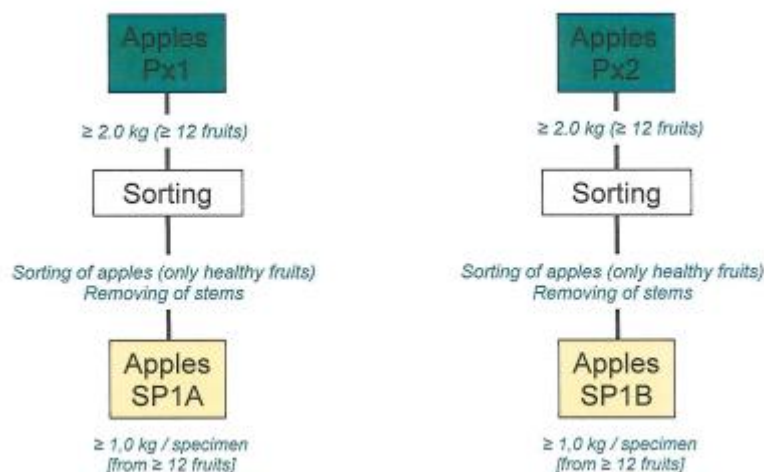 Apples
Px1
≥ 2.0 kg (≥ 12 fruits)
Sorting
Sorting of apples (only healthy fruits)
Removing of stems
Apples
SP1A
≥ 1,0 kg / specimen
[from ≥ 12 fruits]
Apples
Px2
≥ 2.0 kg (≥ 12 fruits)
Sorting
Sorting of apples (only healthy fruits)
Removing of stems
Apples
SP1B
≥ 1,0 kg / specimen
[from ≥ 12 fruits]